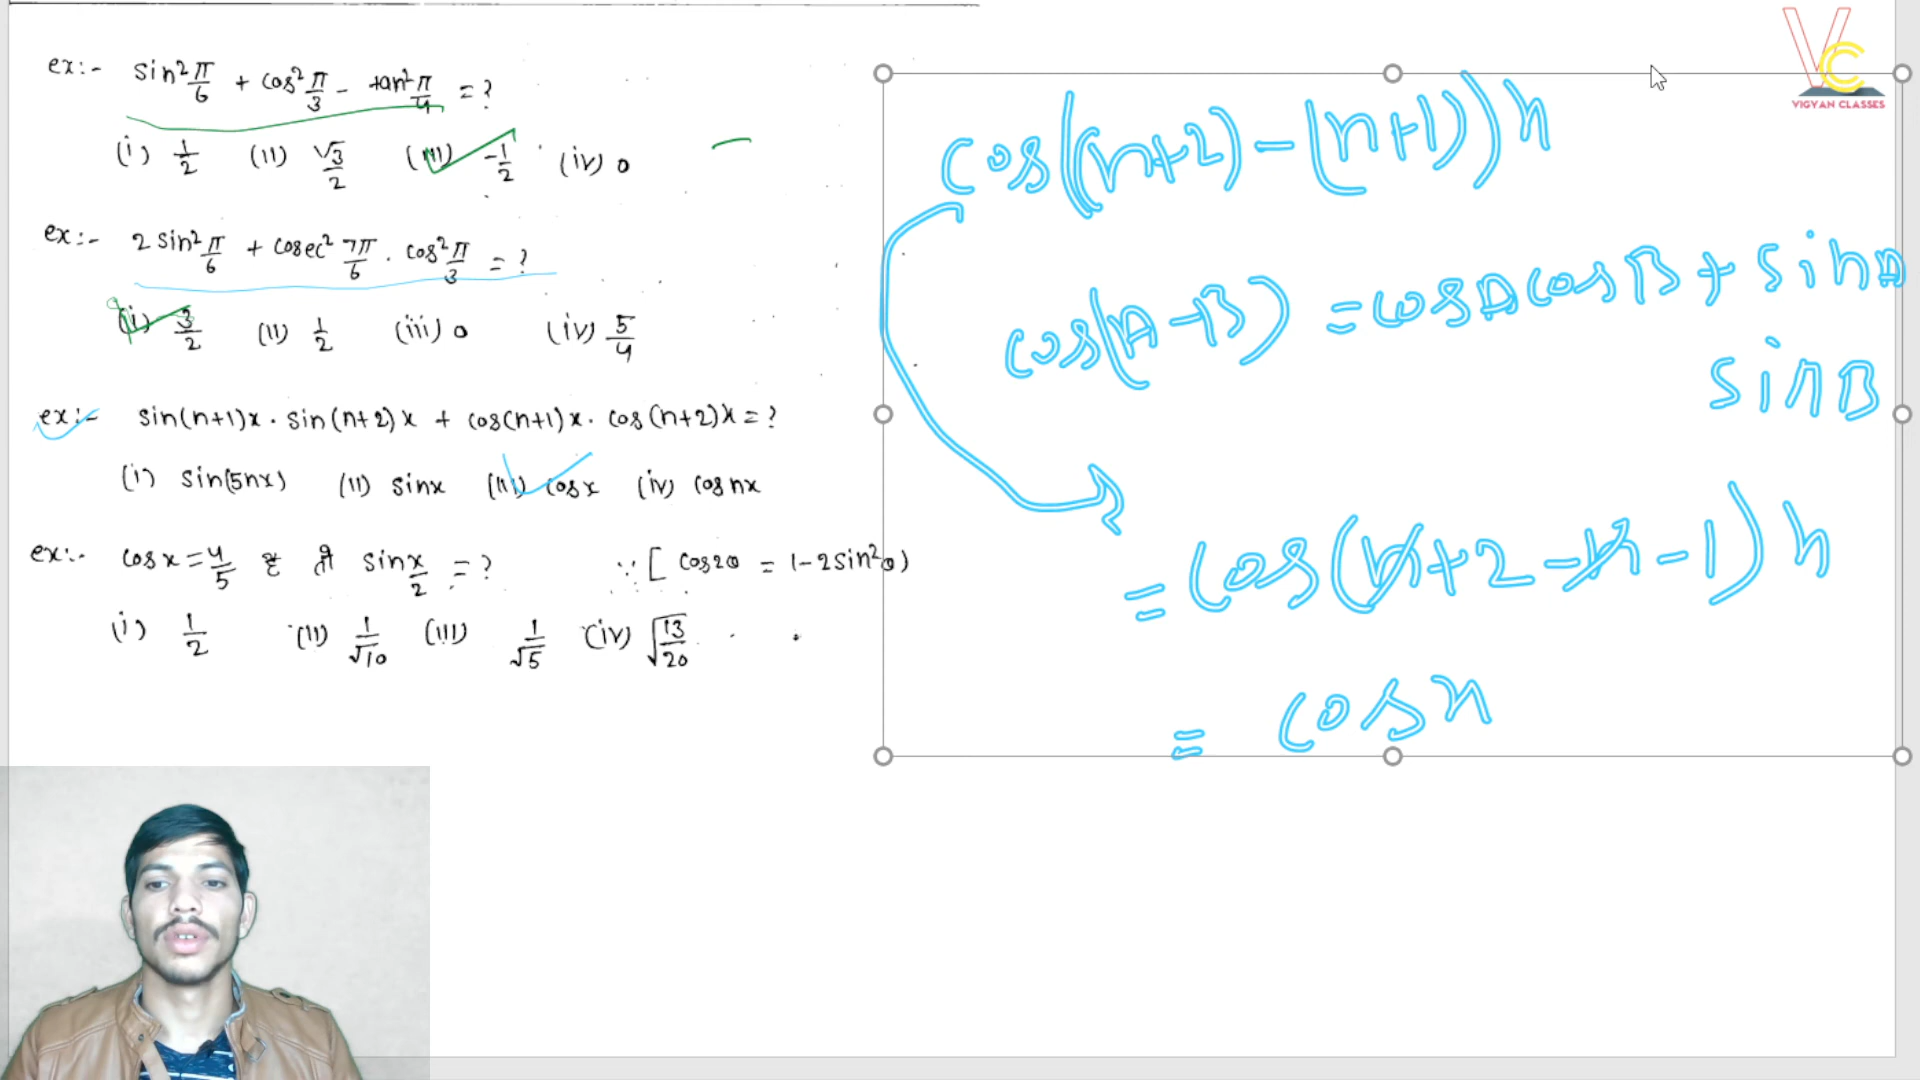 ex:- sin²π/6 + cos²π/3 - tan²π/4 = ?
(i) 1/2 (ii) √3/2 (iii) -1/2 (iv) 0
ex:- 2 sin²π/6 + cosec² 7π/6 . cos²π/3 = ?
(i) 3/2 (ii) 1/2 (iii) 0 (iv) 5/4
ex:- sin(n+1)x . sin(n+2)x + cos(n+1)x . cos(n+2)x = ?
(i) sin(5nx) (ii) sinx (iii) cosx (iv) cosnx
ex:- cosx = 4/5 है तो sin x/2 = ? ∵ [ cos2θ = 1-2sin²θ)
(i) 1/2 (ii) 1/√10 (iii) 1/√5 (iv) √13/20
cos((n+2)-(n+1))x
cos(A-B) = cosA cosB + sinA
sinB
= cos(n+2-n-1)x
= cosx
VC
VIGYAN CLASSES